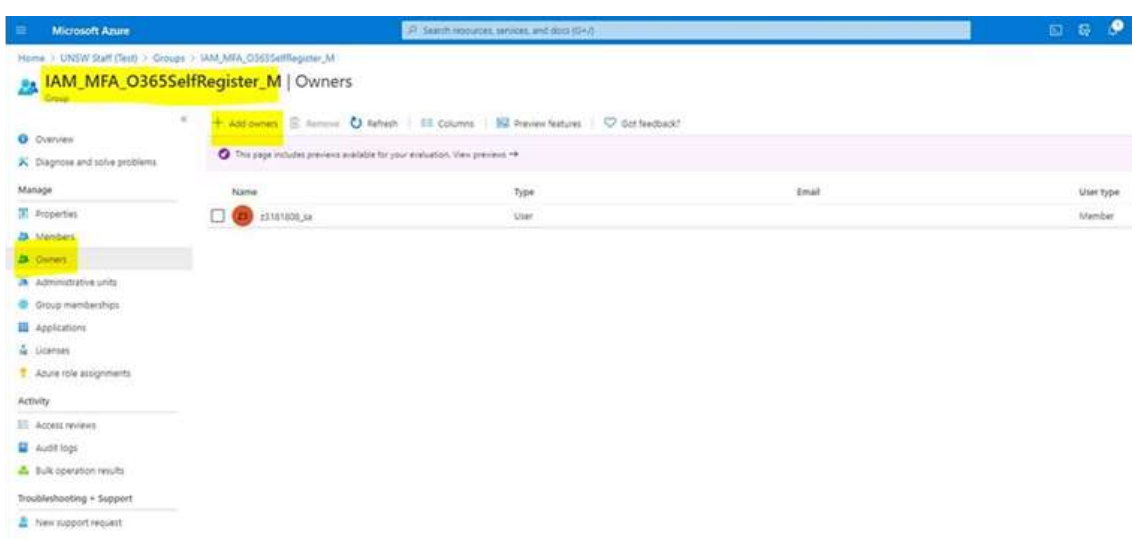 Microsoft Azure
Search resources, services, and docs (G+/)
Home > UNSW Staff (Test) > Groups > IAM_MFA_O365SelfRegister_M
IAM_MFA_O365SelfRegister_M | Owners
Group
+ Add owners Remove Refresh Columns Preview features Got feedback?
This page includes previews available for your evaluation. View previews →
Overview
Diagnose and solve problems
Manage
Properties
Members
Owners
Administrative units
Group memberships
Applications
Licenses
Azure role assignments
Activity
Access reviews
Audit logs
Bulk operation results
Troubleshooting + Support
New support request
Name Type Email User type
Z3 z3181808_sa User Member